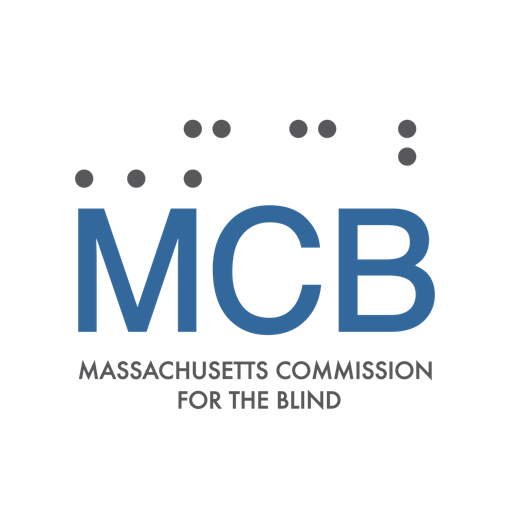 ⠠⠠⠍⠉⠃
MCB
MASSACHUSETTS COMMISSION
FOR THE BLIND